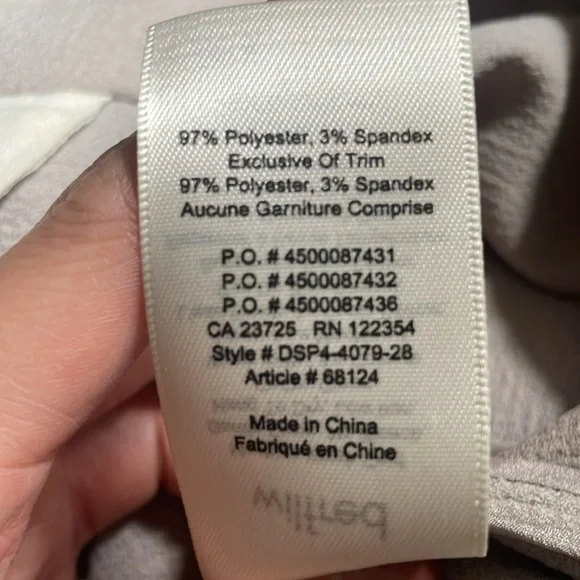 97% Polyester, 3% Spandex
Exclusive Of Trim
97% Polyester, 3% Spandex
Aucune Garniture Comprise
P.O. # 4500087431
P.O. # 4500087432
P.O. # 4500087436
CA 23725 RN 122354
Style # DSP4-4079-28
Article # 68124
Made in China
Fabriqué en Chine
wilfred